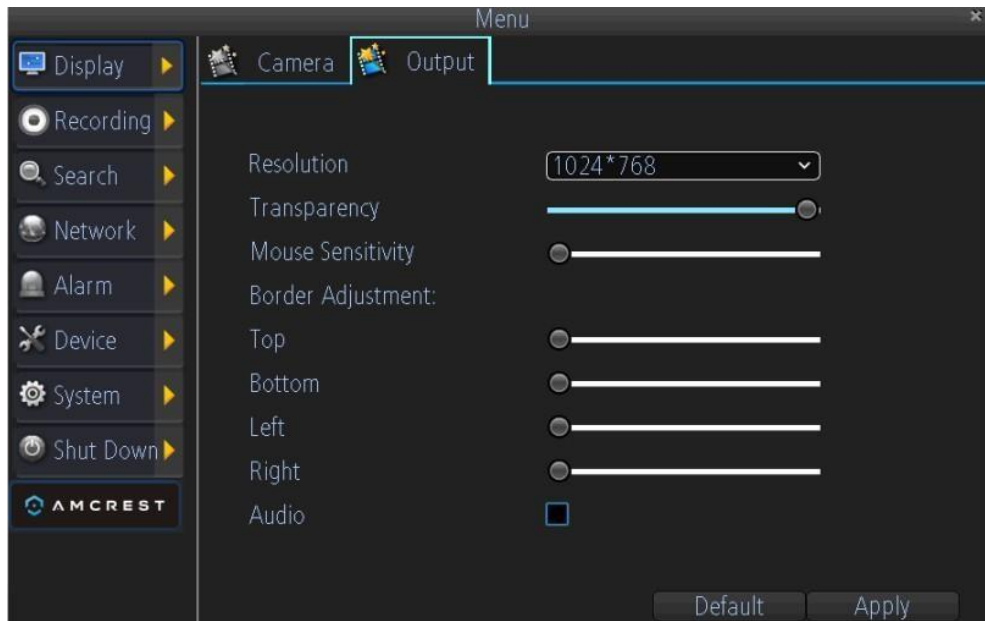 Menu
Display
Recording
Search
Network
Alarm
Device
System
Shut Down
AMCREST
Camera
Output
Resolution 1024*768
Transparency
Mouse Sensitivity
Border Adjustment:
Top
Bottom
Left
Right
Audio
Default Apply